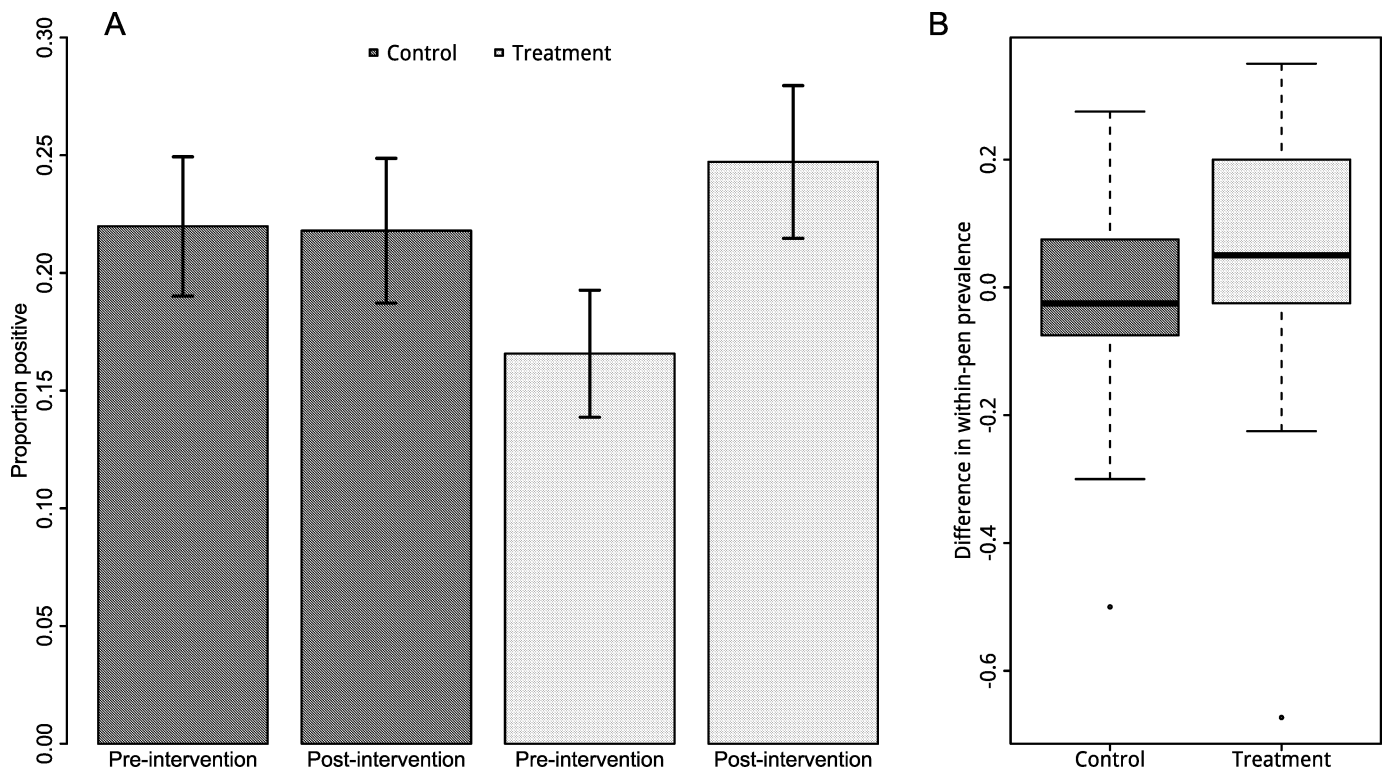 A
Control
Treatment
Proportion positive
0.30
0.25
0.20
0.15
0.10
0.05
0.00
Pre-intervention
Post-intervention
Pre-intervention
Post-intervention
B
Difference in within-pen prevalence
0.2
0.0
-0.2
-0.4
-0.6
Control
Treatment